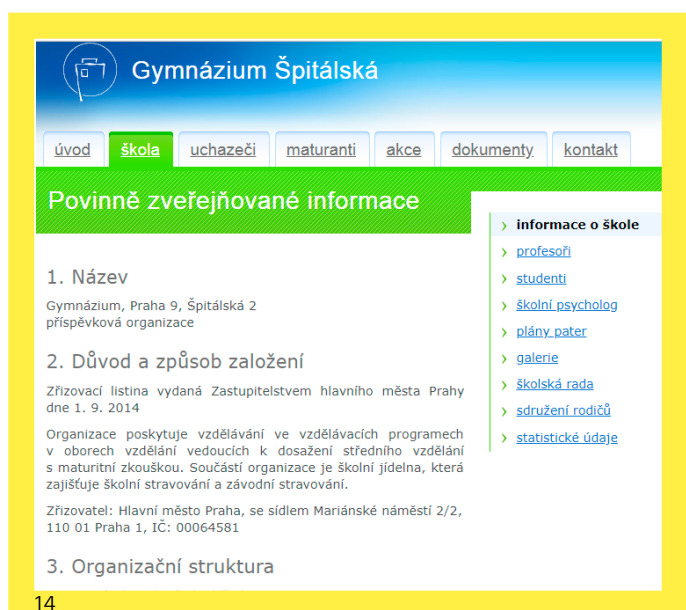 Gymnázium Špitálská
úvod škola uchazeči maturanti akce dokumenty kontakt
Povinně zveřejňované informace
1. Název
Gymnázium, Praha 9, Špitálská 2
příspěvková organizace
2. Důvod a způsob založení
Zřizovací listina vydaná Zastupitelstvem hlavního města Prahy
dne 1. 9. 2014
Organizace poskytuje vzdělávání ve vzdělávacích programech
v oborech vzdělání vedoucích k dosažení středního vzdělání
s maturitní zkouškou. Součástí organizace je školní jídelna, která
zajišťuje školní stravování a závodní stravování.
Zřizovatel: Hlavní město Praha, se sídlem Mariánské náměstí 2/2,
110 01 Praha 1, IČ: 00064581
3. Organizační struktura
informace o škole
profesoři
studenti
školní psycholog
plány pater
galerie
školská rada
sdružení rodičů
statistické údaje
14